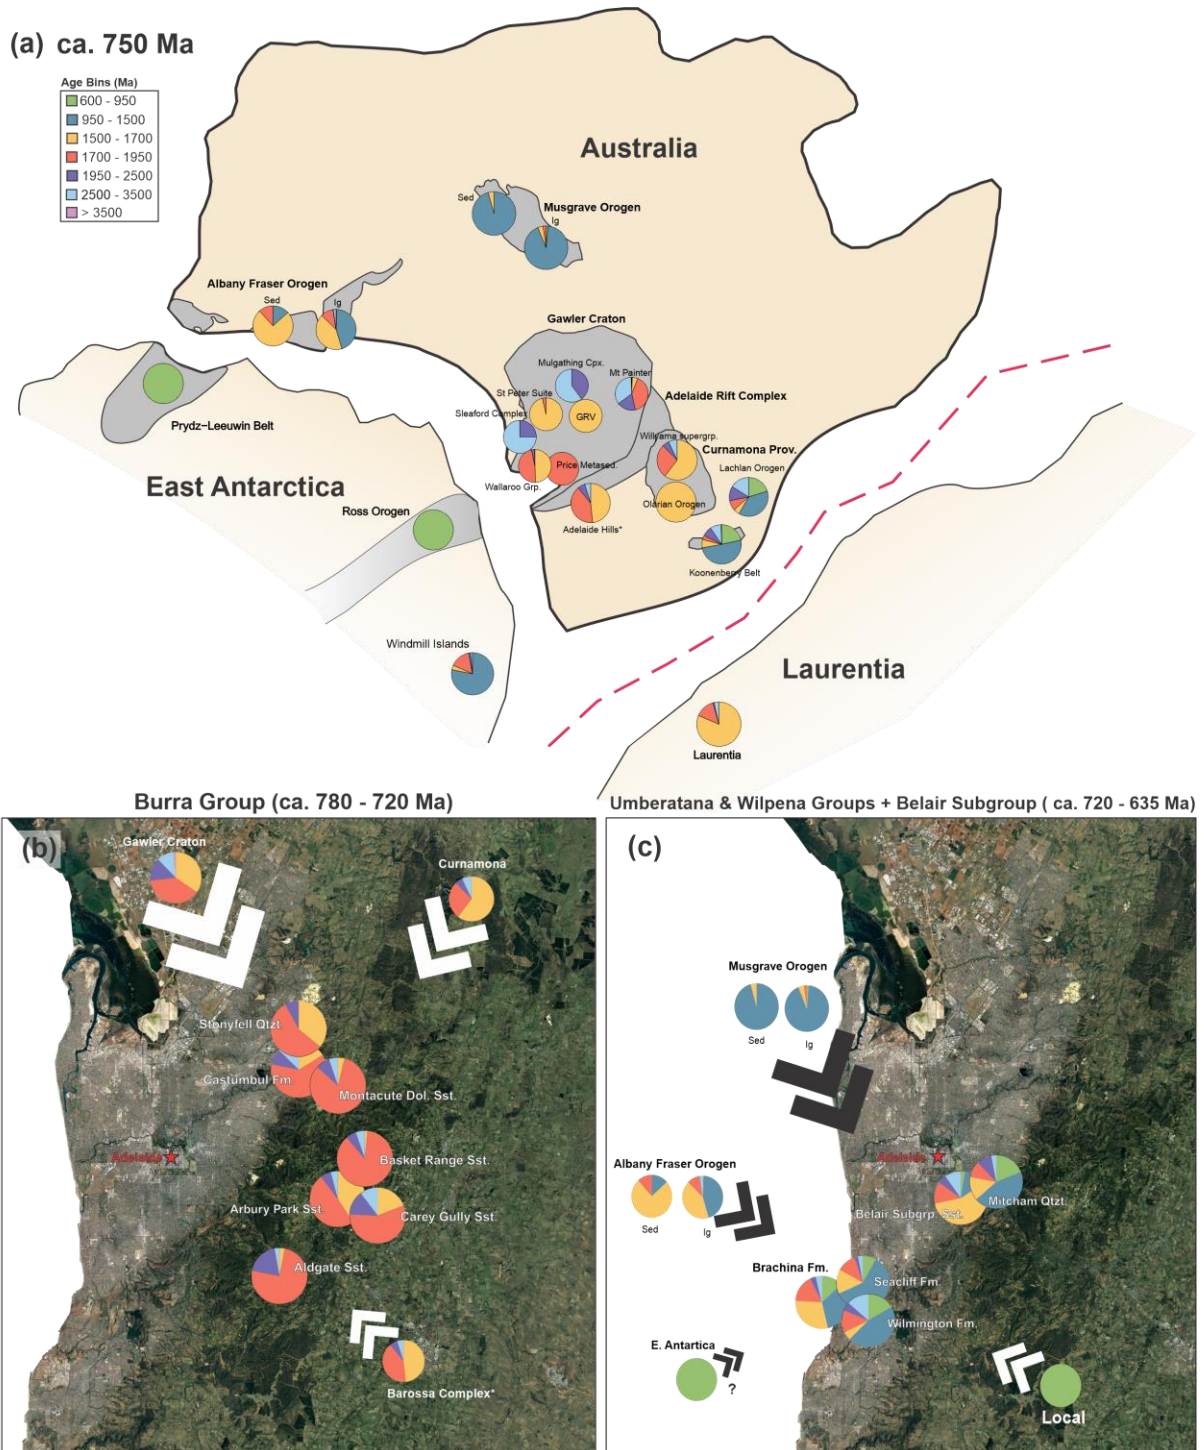 (a) ca. 750 Ma
Age Bins (Ma)
600 - 950
950 - 1500
1500 - 1700
1700 - 1950
1950 - 2500
2500 - 3500
> 3500
Australia
Sed
Musgrave Orogen
Ig
Albany Fraser Orogen
Sed
Ig
Gawler Craton
Mulgathing Cpx.
Mt Painter
St Peter Suite
Adelaide Rift Complex
Sleaford Complex
GRV
Willyama supergrp.
Curnamona Prov.
Price Metased.
Lachlan Orogen
Wallaroo Grp.
Olarian Orogen
Adelaide Hills*
Koonenberry Belt
Prydz-Leeuwin Belt
East Antarctica
Ross Orogen
Windmill Islands
Laurentia
Laurentia
Burra Group (ca. 780 - 720 Ma)
(b)
Gawler Craton
Curnamona
Stonyfell Qtzt.
Castumbul Fm.
Montacute Dol. Sst.
Adelaide
Basket Range Sst.
Arbury Park Sst.
Carey Gully Sst.
Aldgate Sst.
Barossa Complex*
Umberatana & Wilpena Groups + Belair Subgroup ( ca. 720 - 635 Ma)
(c)
Musgrave Orogen
Sed
Ig
Adelaide
Albany Fraser Orogen
Sed
Ig
Mitcham Qtzt.
Belair Subgrp. Sst.
Brachina Fm.
Seacliff Fm.
Wilmington Fm.
E. Antartica
?
Local